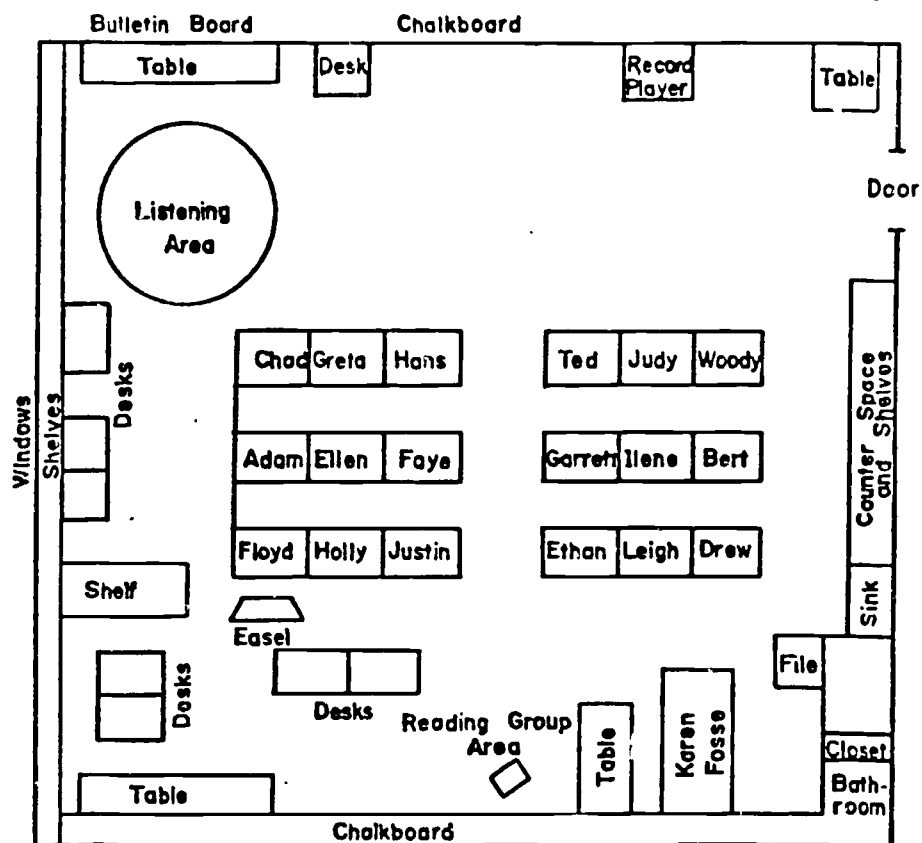 Bulletin Board
Chalkboard
Table
Desk
Record
Player
Table
Door
Listening
Area
Windows
Shelves
Desks
Chad Greta Hans
Ted Judy Woody
Counter Space
and Shelves
Adam Ellen Faye
Garrett Ilene Bert
Floyd Holly Justin
Ethan Leigh Drew
Shelf
Sink
Easel
File
Desks
Desks
Reading Group
Area
Table
Karen
Fosse
Closet
Bath-
room
Table
Chalkboard